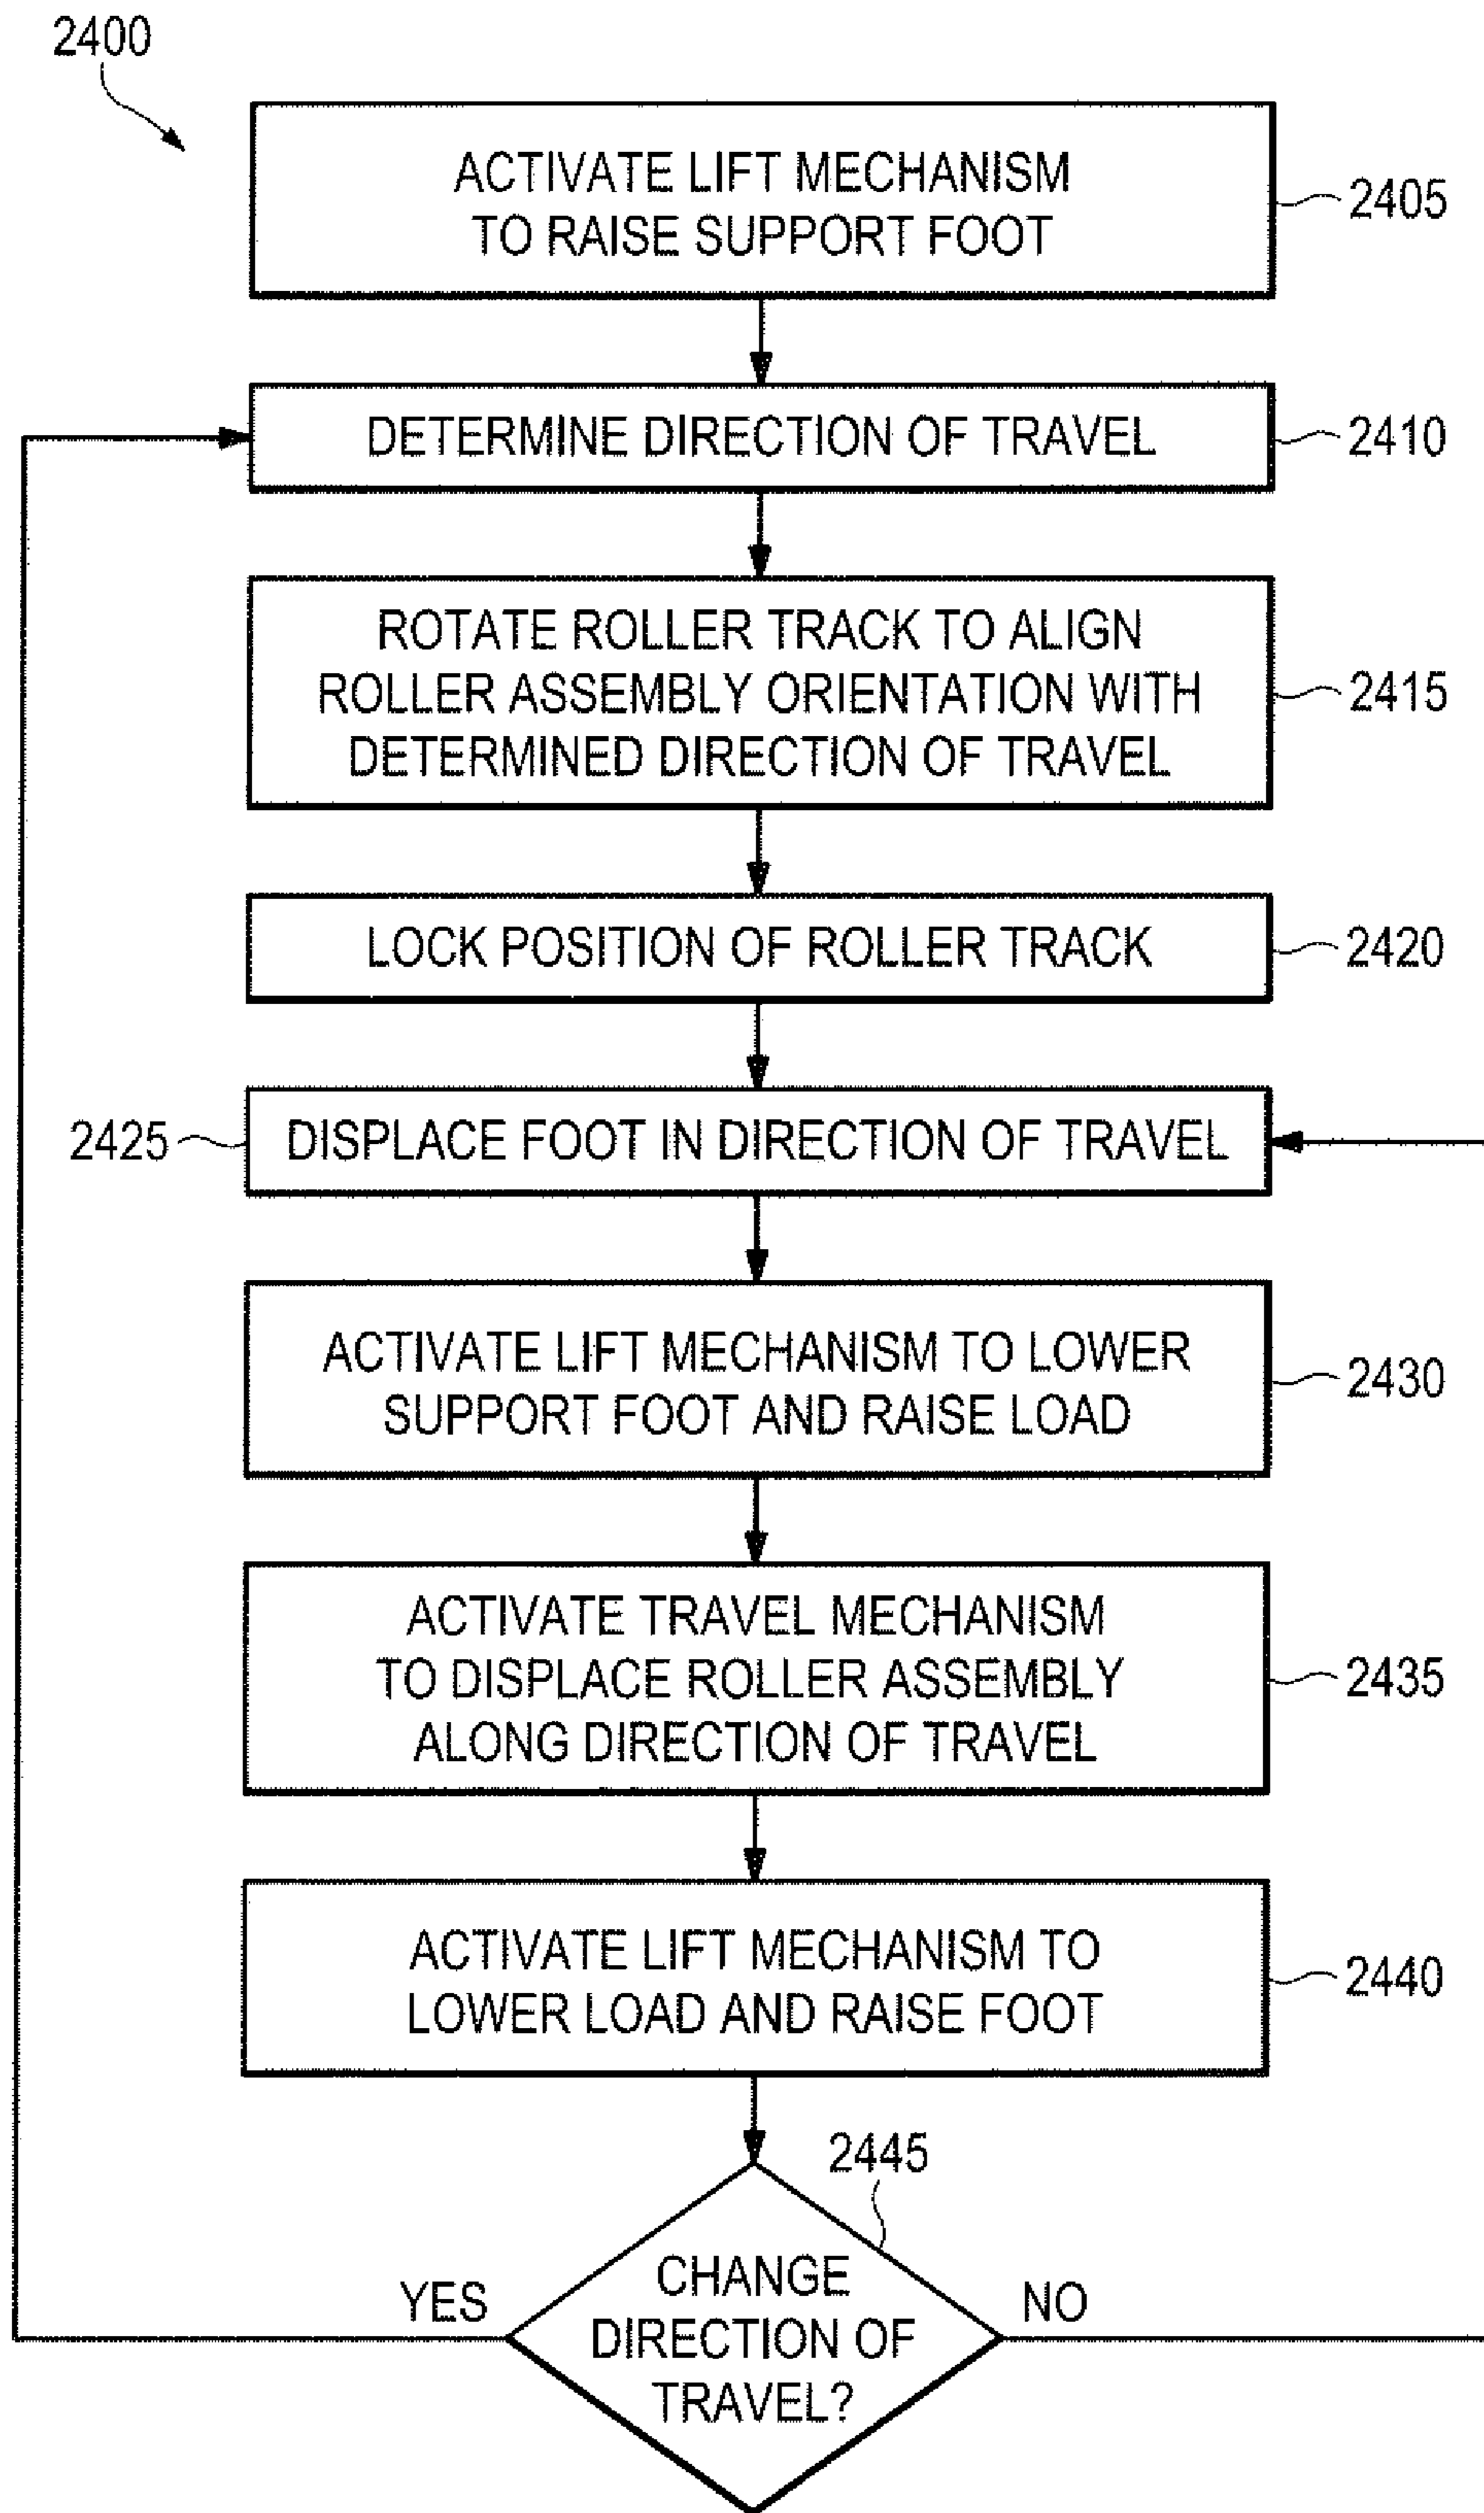 2400
ACTIVATE LIFT MECHANISM
TO RAISE SUPPORT FOOT
2405
DETERMINE DIRECTION OF TRAVEL
2410
ROTATE ROLLER TRACK TO ALIGN
ROLLER ASSEMBLY ORIENTATION WITH
DETERMINED DIRECTION OF TRAVEL
2415
LOCK POSITION OF ROLLER TRACK
2420
2425
DISPLACE FOOT IN DIRECTION OF TRAVEL
ACTIVATE LIFT MECHANISM TO LOWER
SUPPORT FOOT AND RAISE LOAD
2430
ACTIVATE TRAVEL MECHANISM
TO DISPLACE ROLLER ASSEMBLY
ALONG DIRECTION OF TRAVEL
2435
ACTIVATE LIFT MECHANISM TO
LOWER LOAD AND RAISE FOOT
2440
2445
YES
CHANGE
DIRECTION OF
TRAVEL?
NO